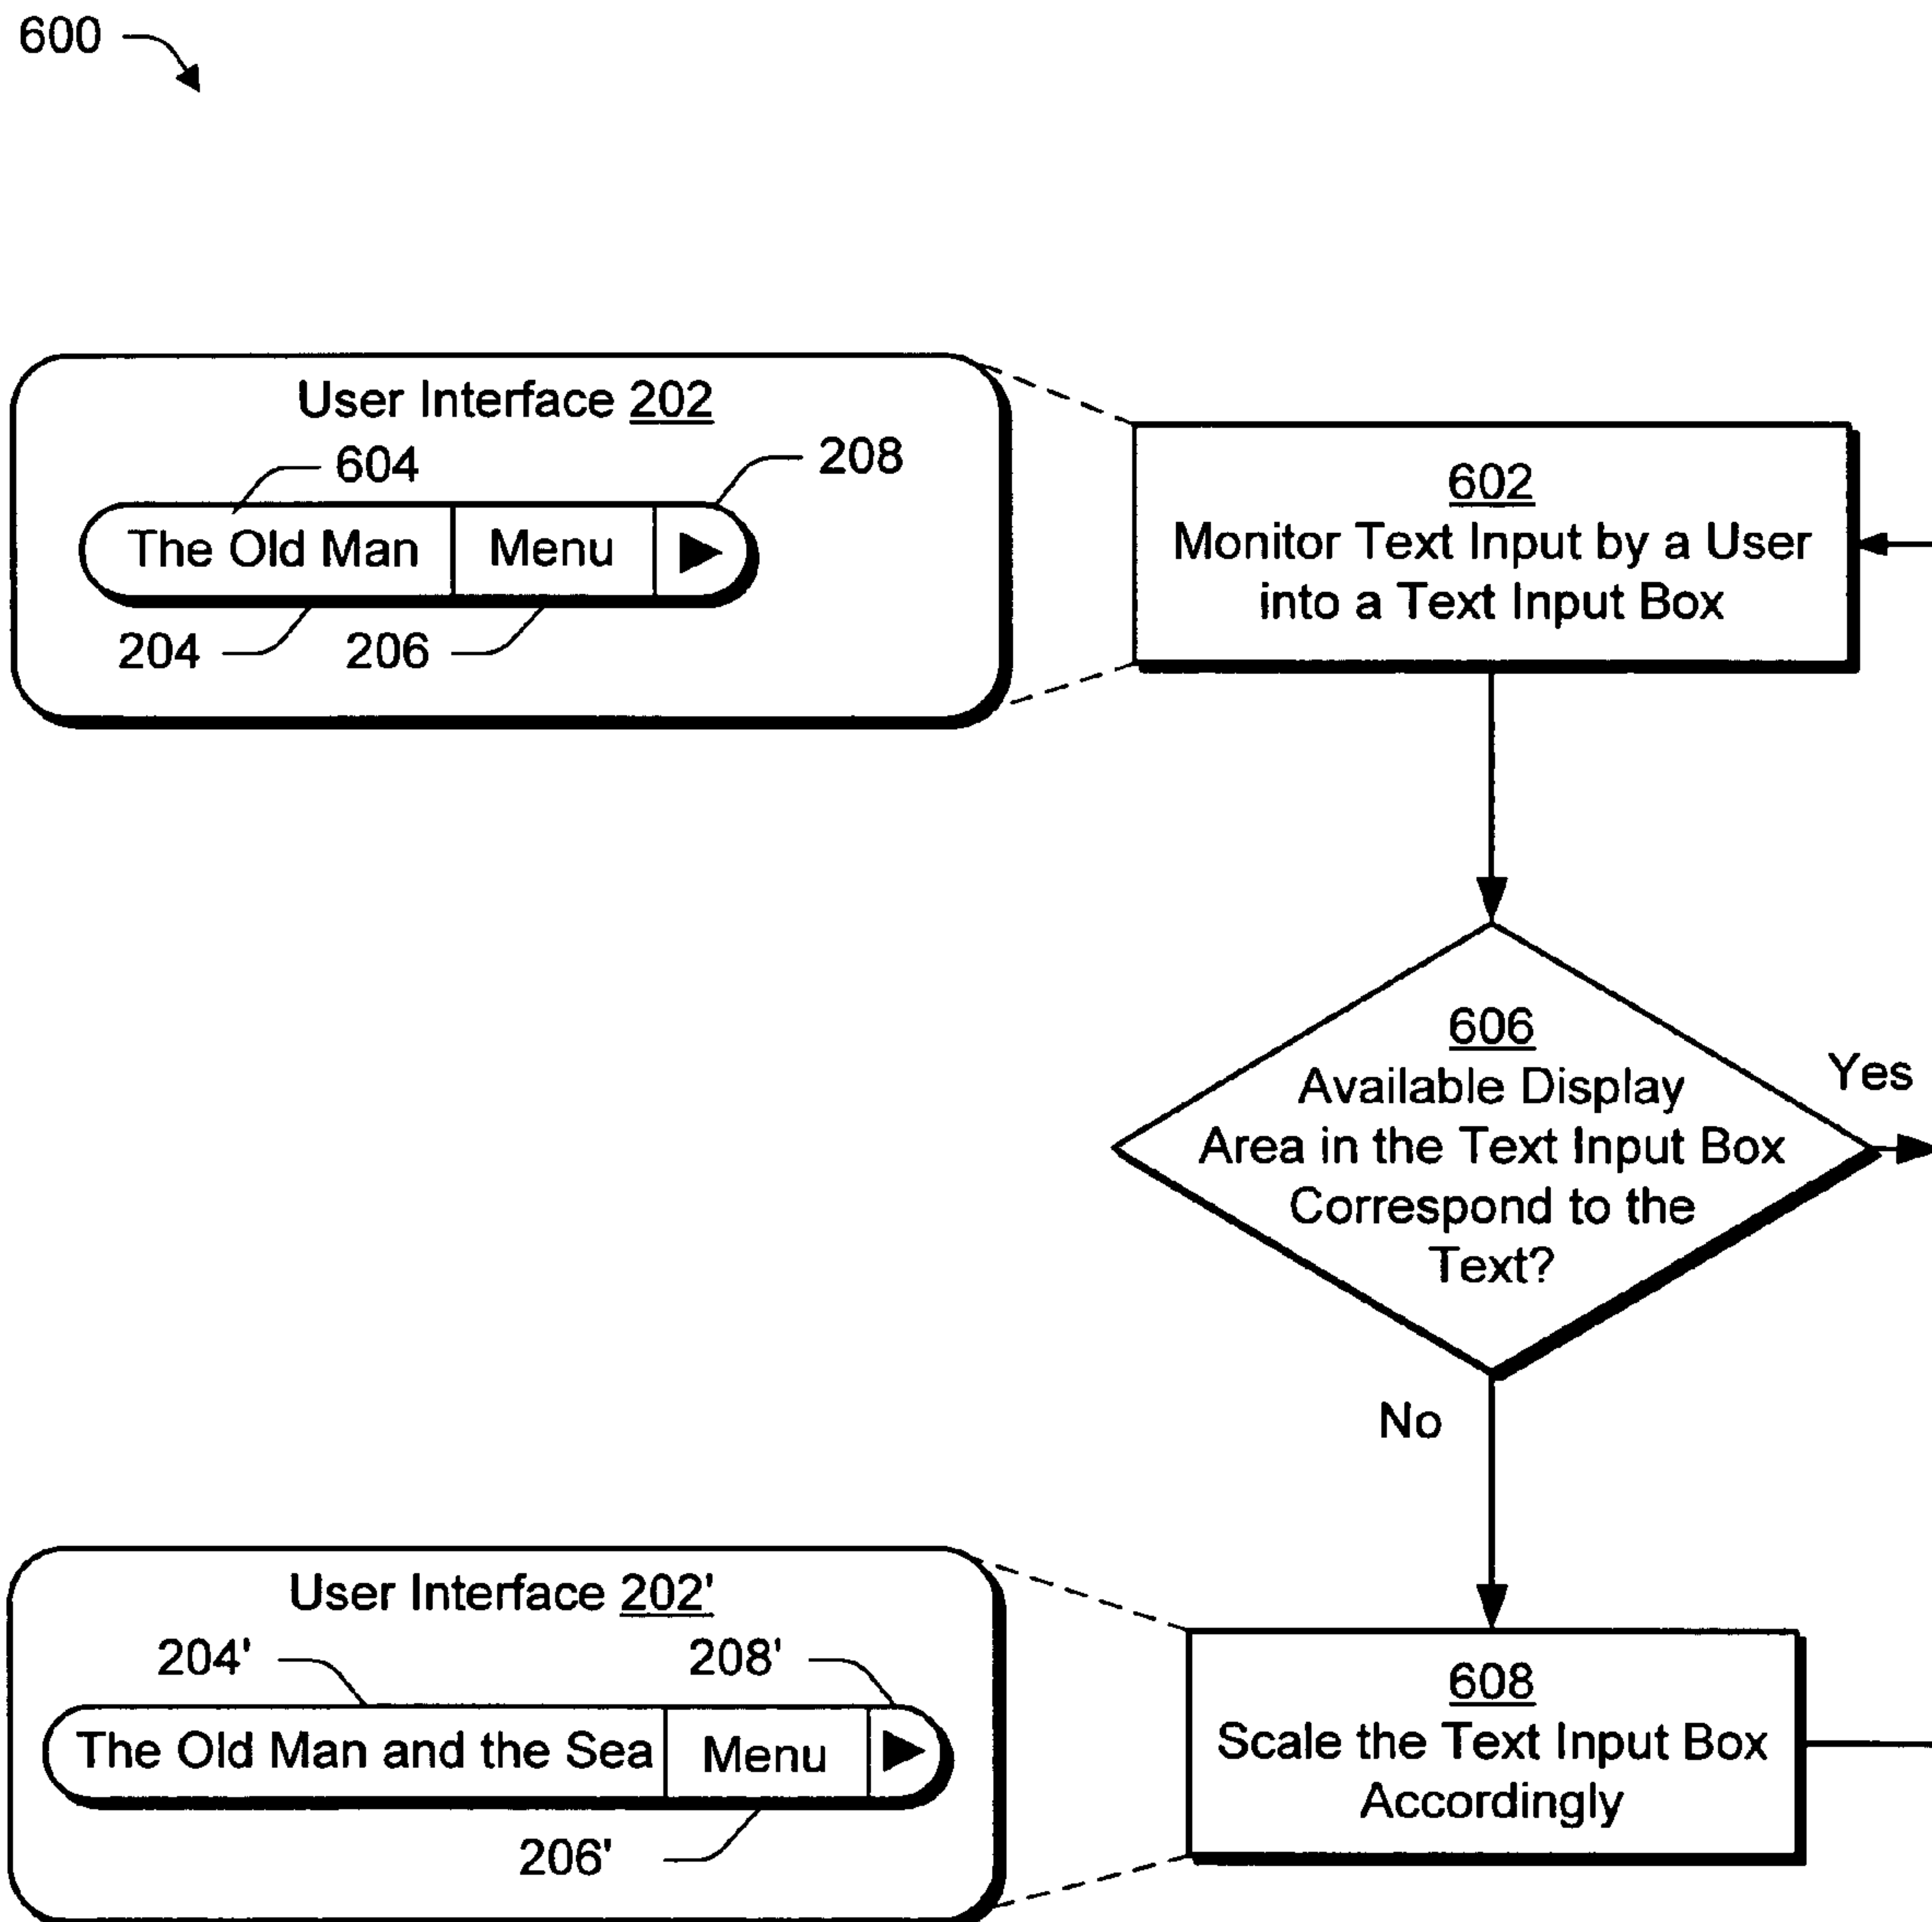 600
User Interface 202
604
208
The Old Man
Menu
204
206
602
Monitor Text Input by a User
into a Text Input Box
606
Available Display
Area in the Text Input Box
Correspond to the
Text?
Yes
No
User Interface 202'
204'
208'
The Old Man and the Sea
Menu
206'
608
Scale the Text Input Box
Accordingly